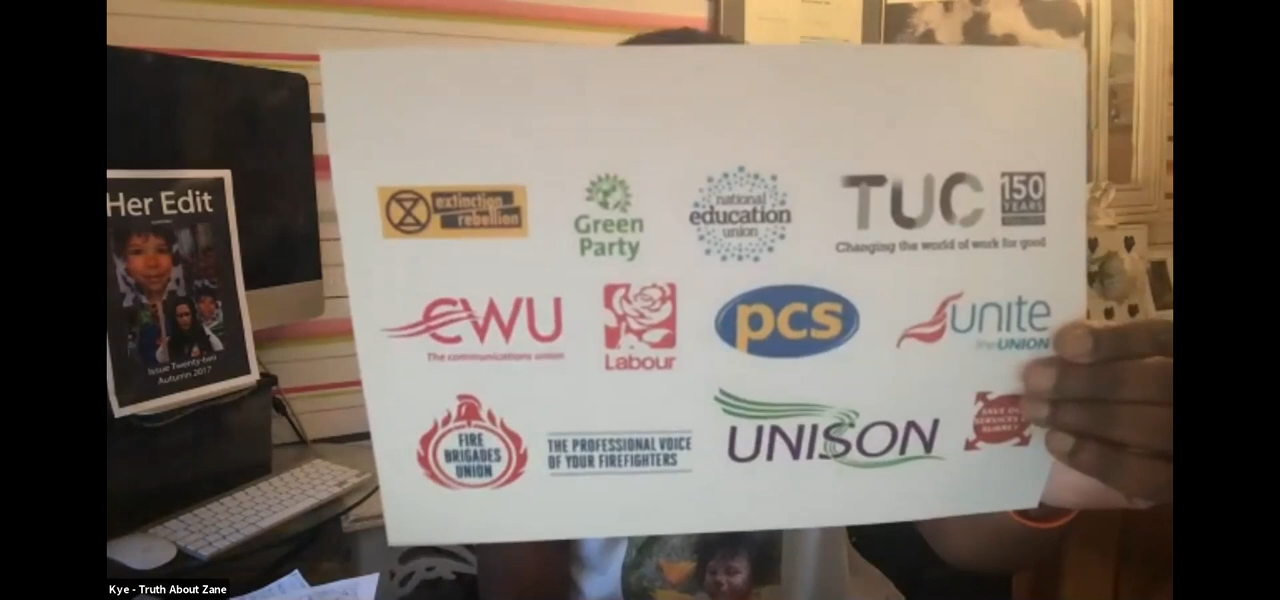 Her Edit
Issue Twenty-two
Autumn 2017
extinction
rebellion
Green
Party
national
education
union
TUC
150
YEARS
Changing the world of work for good
CWU
The communications union
Labour
pcs
unite
the UNION
FIRE
BRIGADES
UNION
THE PROFESSIONAL VOICE
OF YOUR FIREFIGHTERS
UNISON
SERVICES
Kye - Truth About Zane